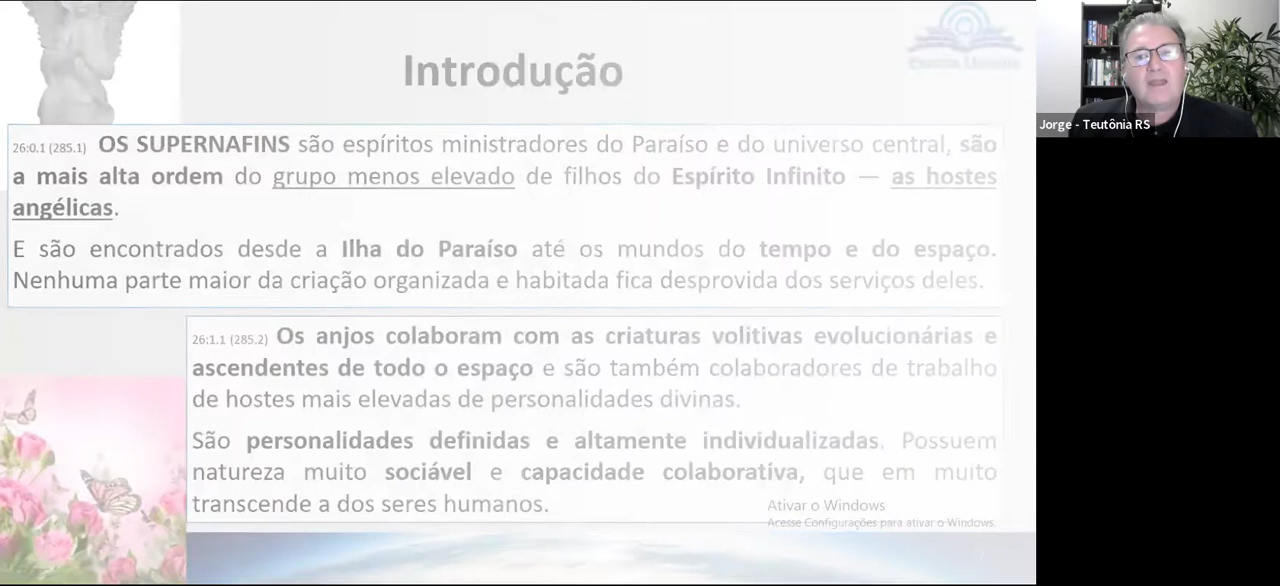 Introdução
26:0.1 (285.1) OS SUPERNAFINS são espíritos ministradores do Paraíso e do universo central, são
a mais alta ordem do grupo menos elevado de filhos do Espírito Infinito — as hostes
angélicas.
E são encontrados desde a Ilha do Paraíso até os mundos do tempo e do espaço.
Nenhuma parte maior da criação organizada e habitada fica desprovida dos serviços deles.
26:1.1 (285.2) Os anjos colaboram com as criaturas volitivas evolucionárias e
ascendentes de todo o espaço e são também colaboradores de trabalho
de hostes mais elevadas de personalidades divinas.
São personalidades definidas e altamente individualizadas. Possuem
natureza muito sociável e capacidade colaborativa, que em muito
transcende a dos seres humanos.
Ativar o Windows
Acesse Configurações para ativar o Windows.
Jorge - Teutônia RS